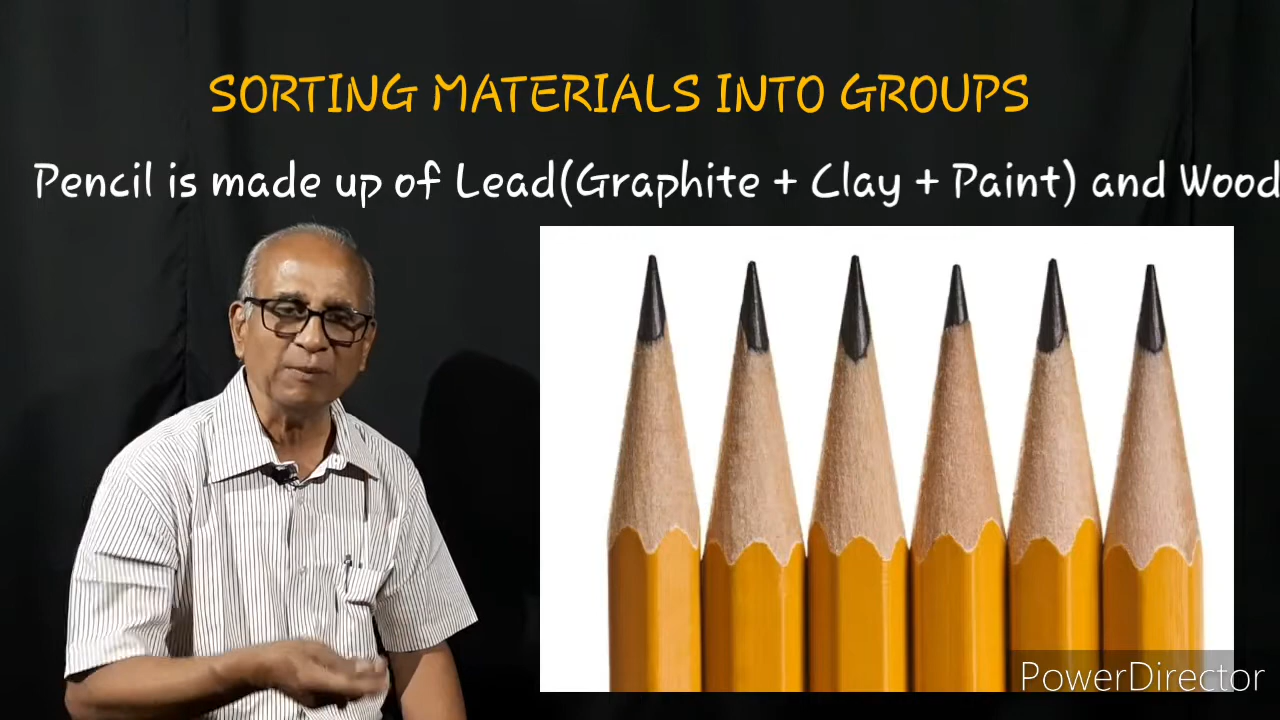 SORTING MATERIALS INTO GROUPS
Pencil is made up of Lead(Graphite + Clay + Paint) and Wood
PowerDirector